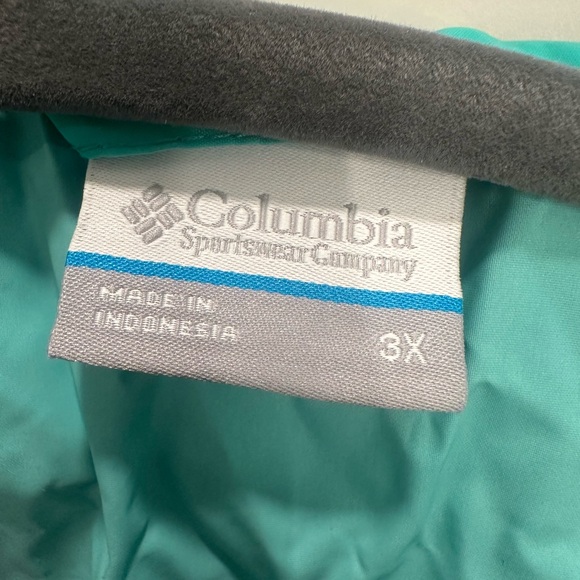 Columbia
Sportswear Company
MADE IN
INDONESIA
3X